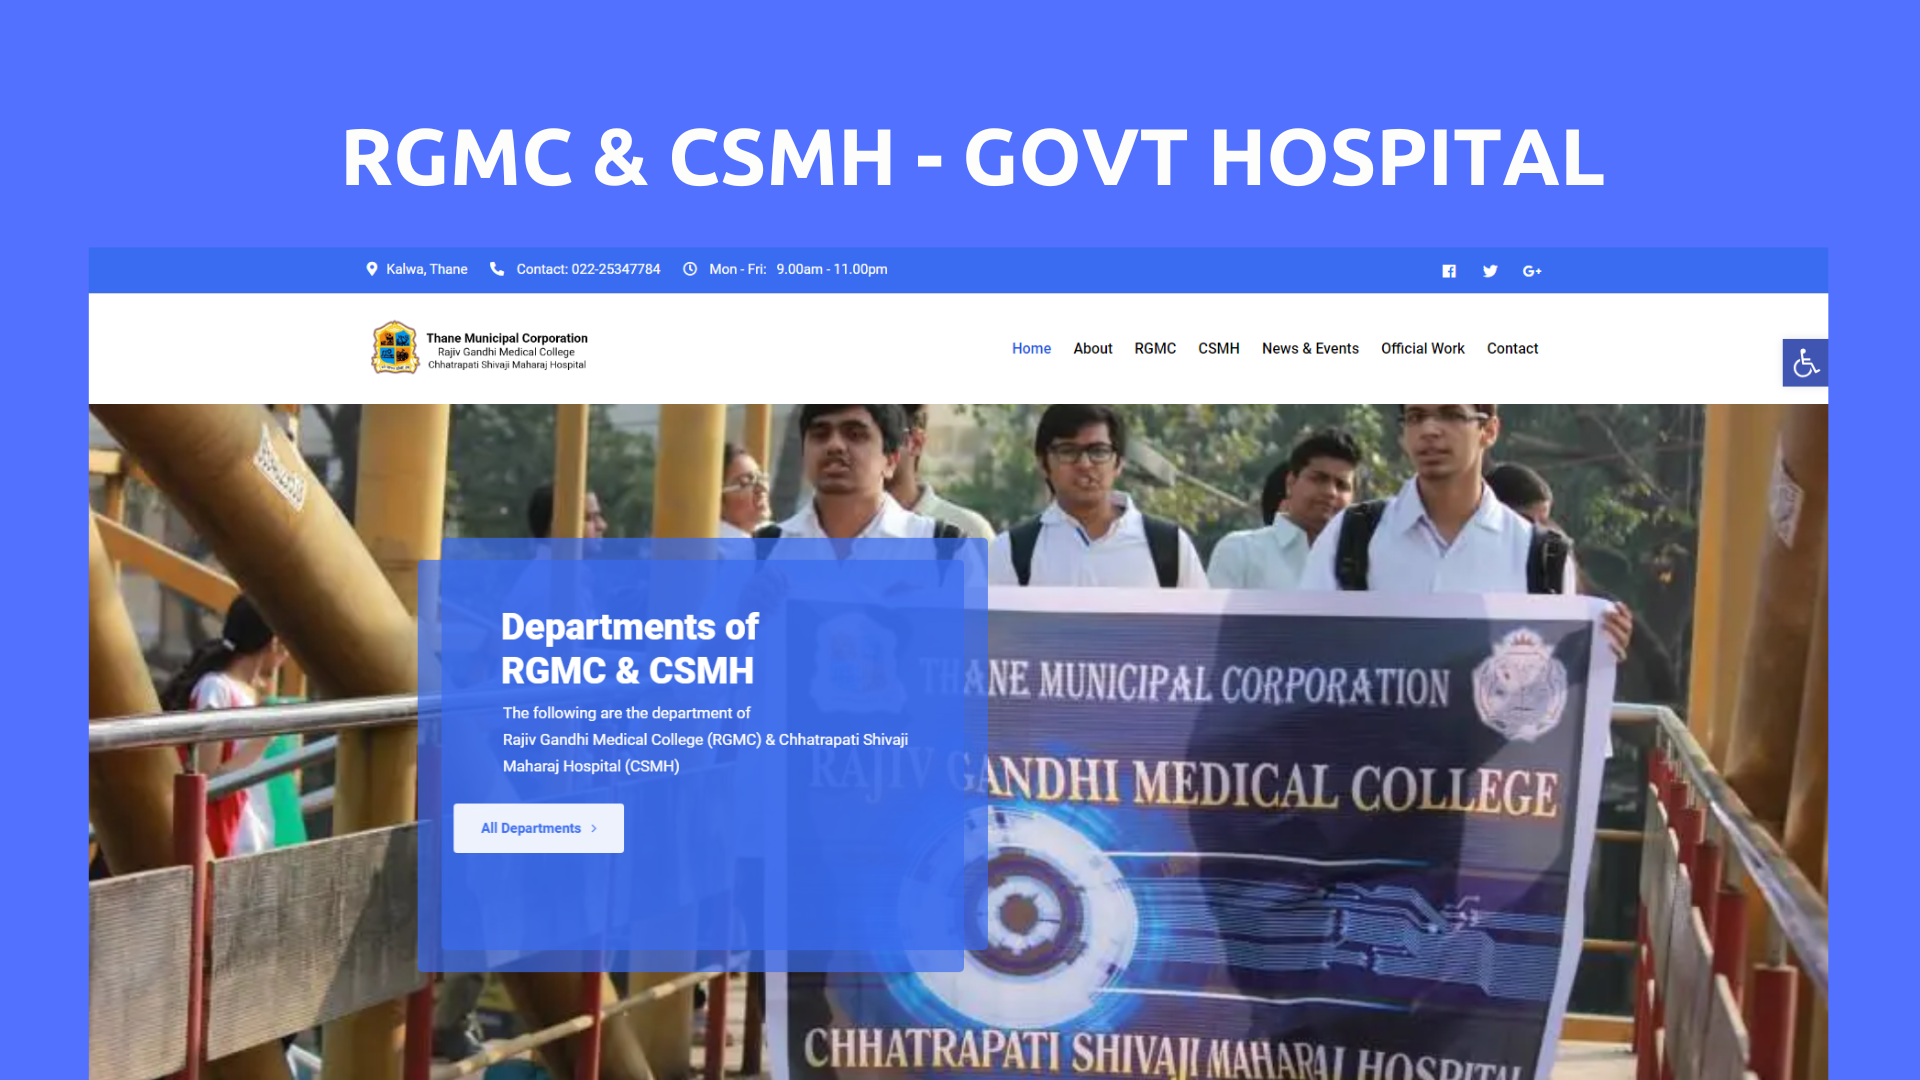 RGMC & CSMH - GOVT HOSPITAL
Kalwa, Thane Contact: 022-25347784 Mon - Fri: 9.00am - 11.00pm
G+
Thane Municipal Corporation
Rajiv Gandhi Medical College
Chhatrapati Shivaji Maharaj Hospital
Home About RGMC CSMH News & Events Official Work Contact
Departments of
RGMC & CSMH
The following are the department of
Rajiv Gandhi Medical College (RGMC) & Chhatrapati Shivaji
Maharaj Hospital (CSMH)
All Departments
THANE MUNICIPAL CORPORATION
RAJIV GANDHI MEDICAL COLLEGE
CHHATRAPATI SHIVAJI MAHARAJ HOSPITAL